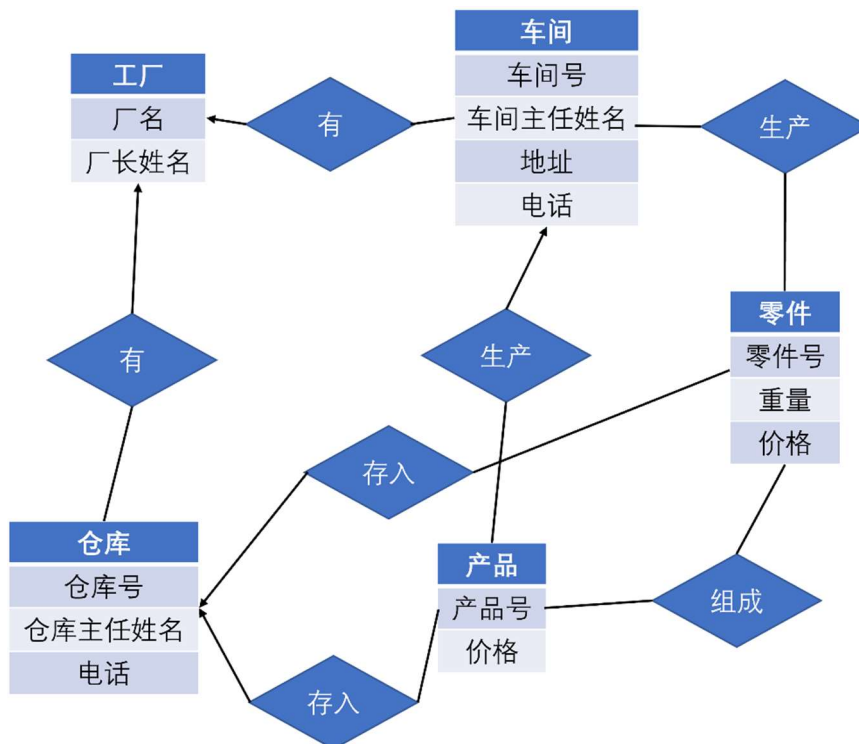 车间
车间号
车间主任姓名
地址
电话
工厂
厂名
厂长姓名
有
生产
有
生产
零件
零件号
重量
价格
存入
仓库
仓库号
仓库主任姓名
电话
产品
产品号
价格
组成
存入